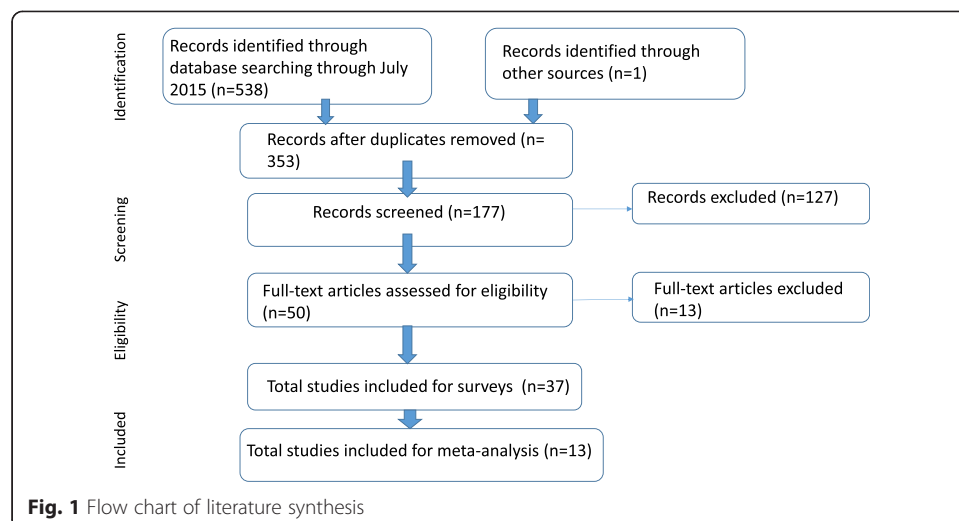 Identification
Records identified through
database searching through July
2015 (n=538)
Records identified through
other sources (n=1)
Records after duplicates removed (n=
353)
Screening
Records screened (n=177)
Records excluded (n=127)
Eligibility
Full-text articles assessed for eligibility
(n=50)
Full-text articles excluded
(n=13)
Included
Total studies included for surveys (n=37)
Total studies included for meta-analysis (n=13)
Fig. 1 Flow chart of literature synthesis